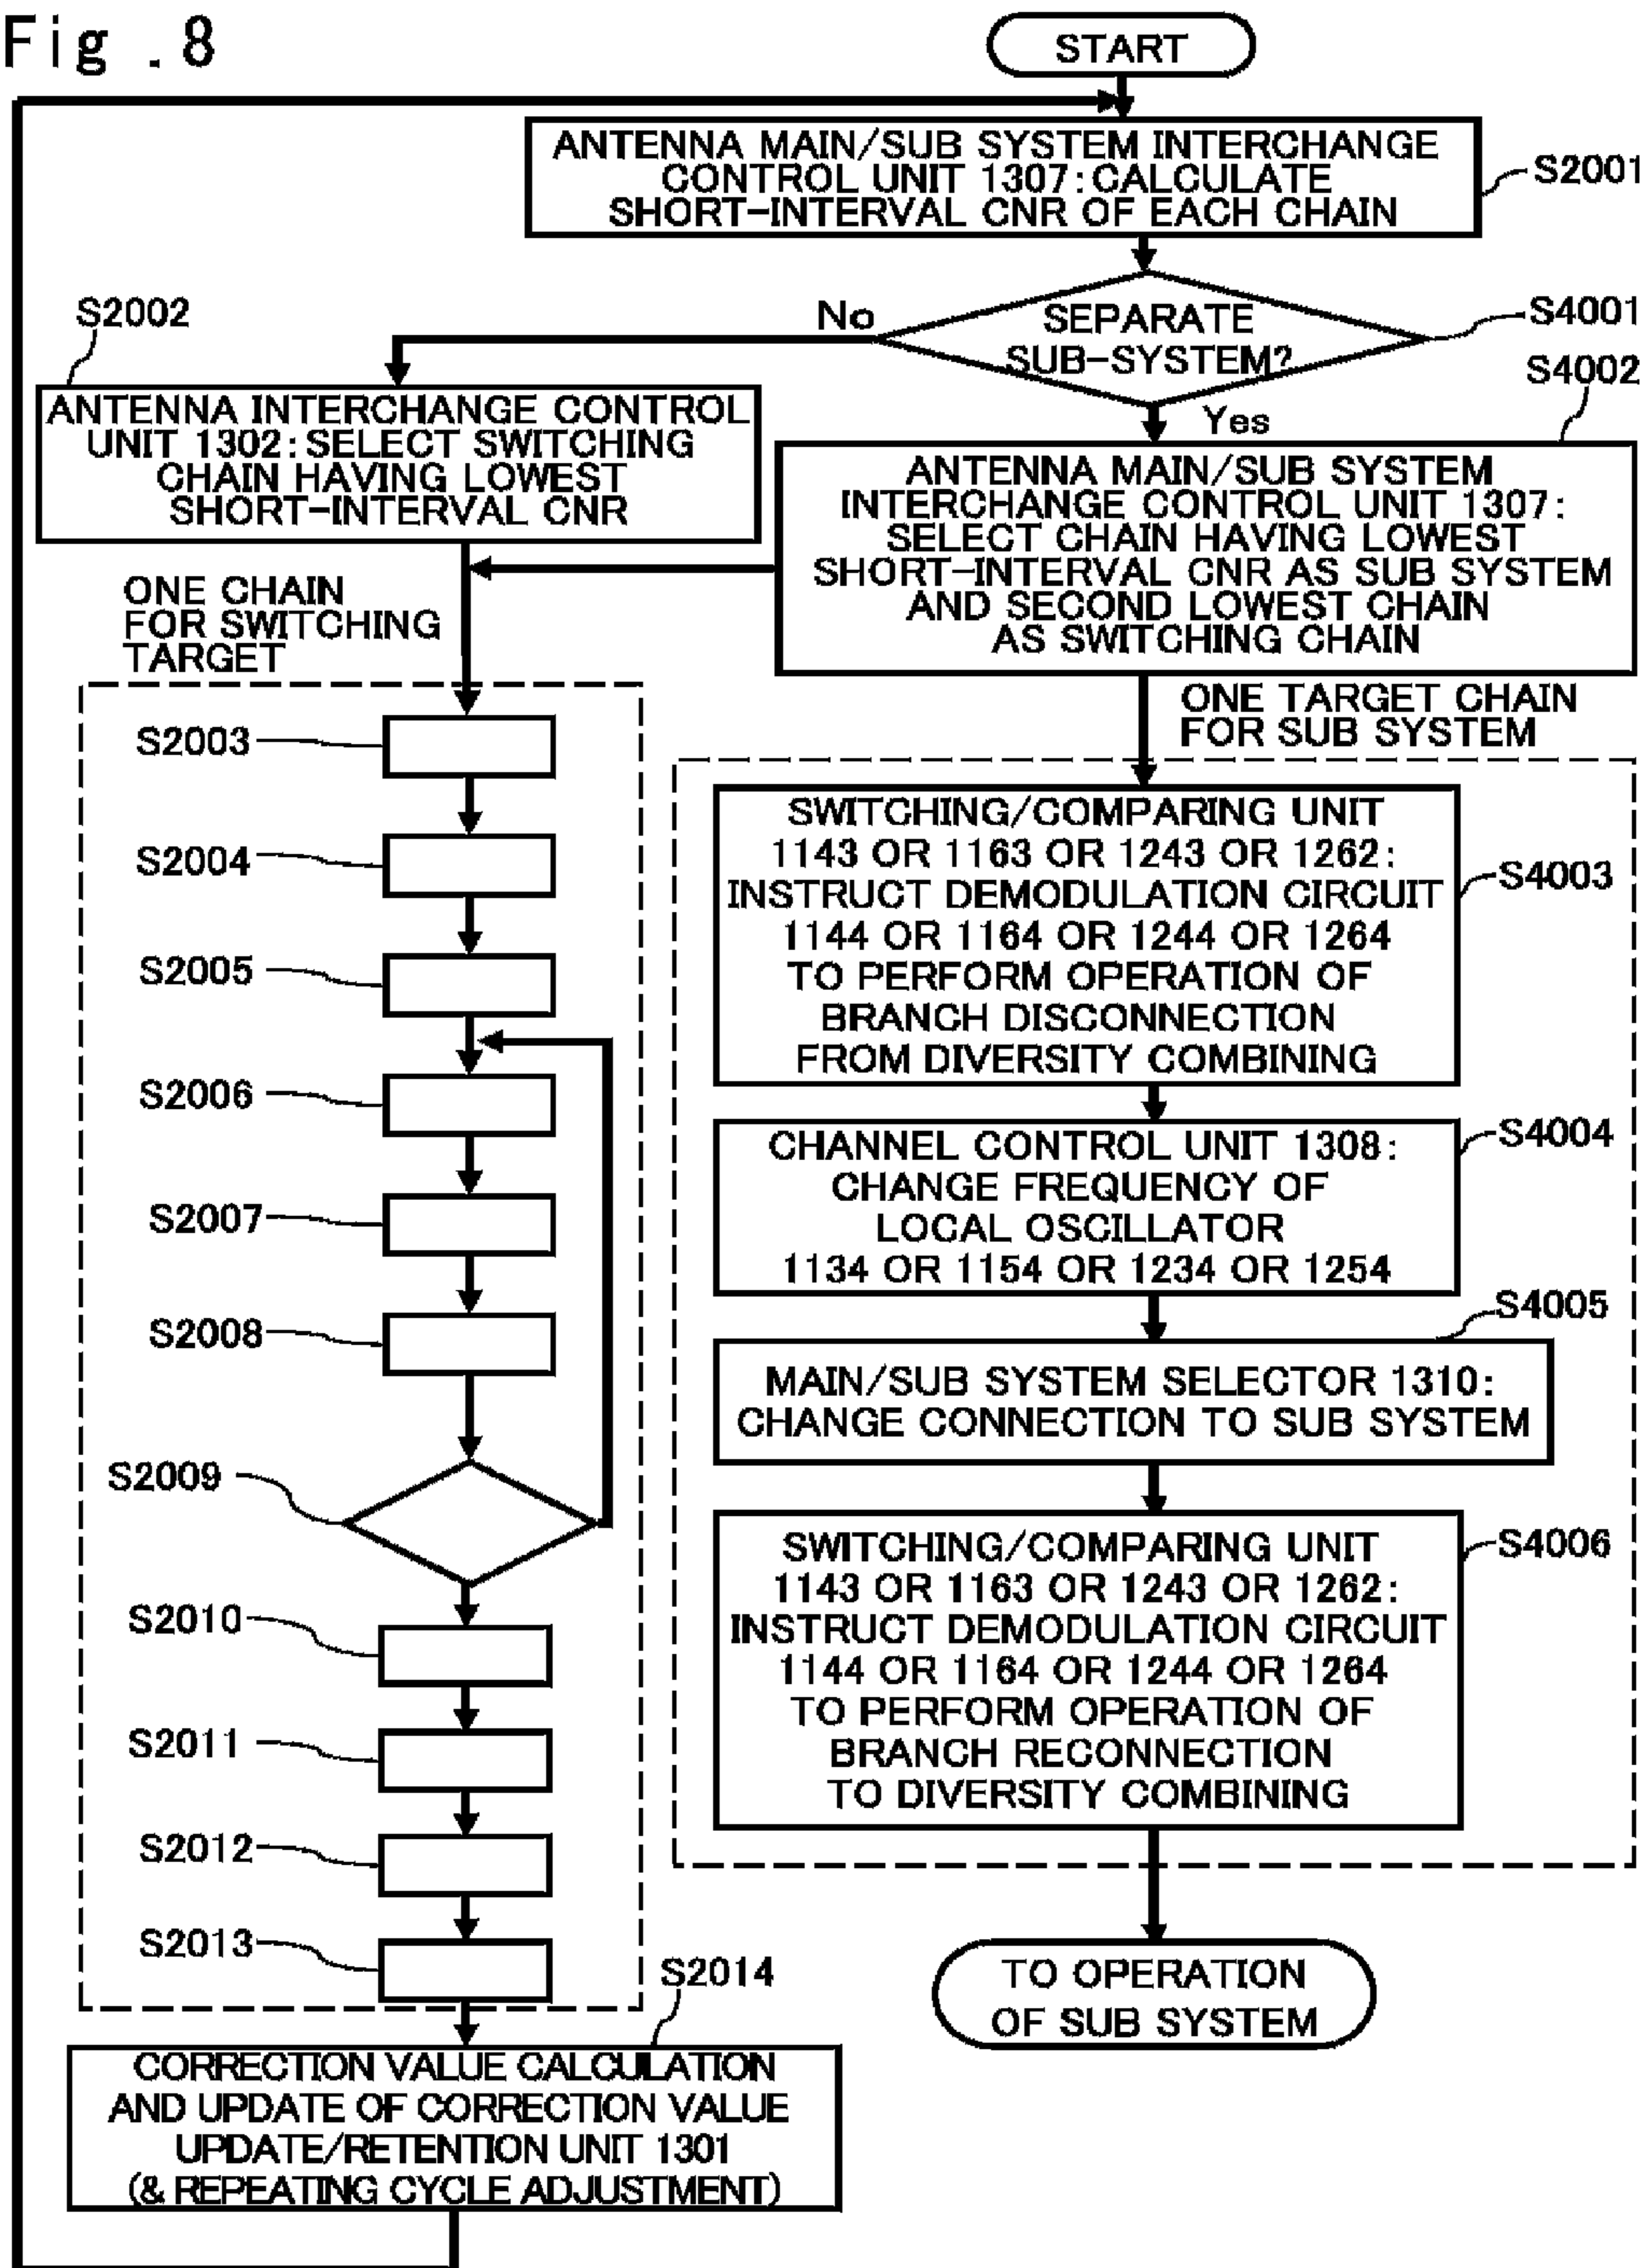 Fig .8
START
ANTENNA MAIN/SUB SYSTEM INTERCHANGE
CONTROL UNIT 1307:CALCULATE
SHORT-INTERVAL CNR OF EACH CHAIN
S2001
SEPARATE
SUB-SYSTEM?
S4001
No
Yes
S2002
ANTENNA INTERCHANGE CONTROL
UNIT 1302:SELECT SWITCHING
CHAIN HAVING LOWEST
SHORT-INTERVAL CNR
S4002
ANTENNA MAIN/SUB SYSTEM
INTERCHANGE CONTROL UNIT 1307:
SELECT CHAIN HAVING LOWEST
SHORT-INTERVAL CNR AS SUB SYSTEM
AND SECOND LOWEST CHAIN
AS SWITCHING CHAIN
ONE CHAIN
FOR SWITCHING
TARGET
S2003
S2004
S2005
S2006
S2007
S2008
S2009
S2010
S2011
S2012
S2013
S2014
CORRECTION VALUE CALCULATION
AND UPDATE OF CORRECTION VALUE
UPDATE/RETENTION UNIT 1301
(& REPEATING CYCLE ADJUSTMENT)
ONE TARGET CHAIN
FOR SUB SYSTEM
SWITCHING/COMPARING UNIT
1143 OR 1163 OR 1243 OR 1262:
INSTRUCT DEMODULATION CIRCUIT
1144 OR 1164 OR 1244 OR 1264
TO PERFORM OPERATION OF
BRANCH DISCONNECTION
FROM DIVERSITY COMBINING
S4003
CHANNEL CONTROL UNIT 1308:
CHANGE FREQUENCY OF
LOCAL OSCILLATOR
1134 OR 1154 OR 1234 OR 1254
S4004
S4005
MAIN/SUB SYSTEM SELECTOR 1310:
CHANGE CONNECTION TO SUB SYSTEM
SWITCHING/COMPARING UNIT
1143 OR 1163 OR 1243 OR 1262:
INSTRUCT DEMODULATION CIRCUIT
1144 OR 1164 OR 1244 OR 1264
TO PERFORM OPERATION OF
BRANCH RECONNECTION
TO DIVERSITY COMBINING
S4006
TO OPERATION
OF SUB SYSTEM